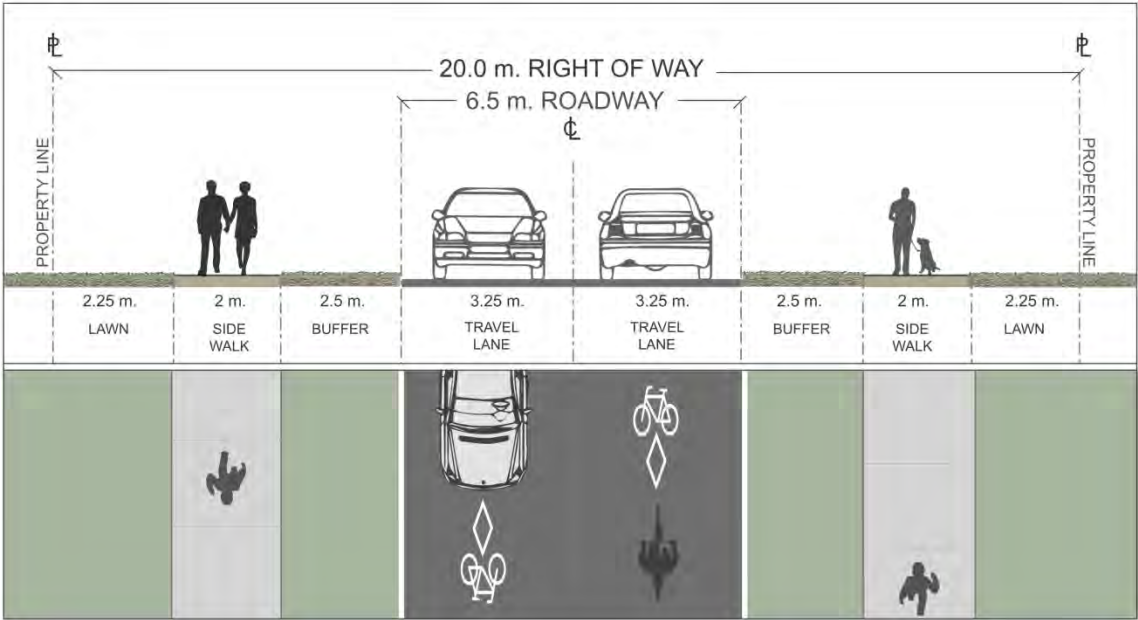 ℄
20.0 m. RIGHT OF WAY
6.5 m. ROADWAY
PROPERTY LINE
PROPERTY LINE
2.25 m. 2 m. 2.5 m. 3.25 m. 3.25 m. 2.5 m. 2 m. 2.25 m.
LAWN SIDE BUFFER TRAVEL TRAVEL BUFFER SIDE LAWN
WALK LANE LANE WALK